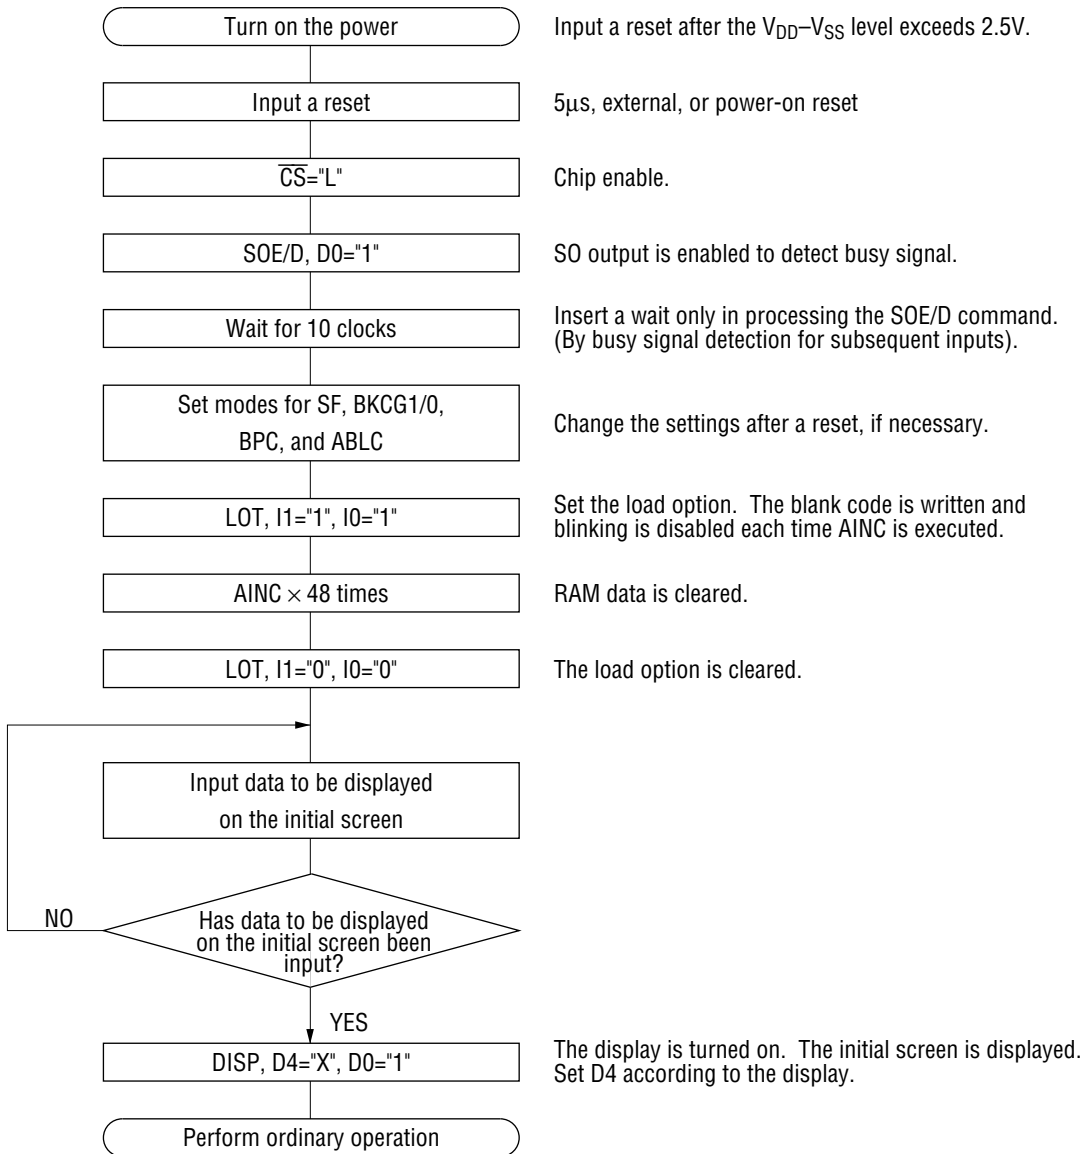 Turn on the power
Input a reset after the VDD–VSS level exceeds 2.5V.
Input a reset
5μs, external, or power-on reset
C̅S̅="L"
Chip enable.
SOE/D, D0="1"
SO output is enabled to detect busy signal.
Wait for 10 clocks
Insert a wait only in processing the SOE/D command.
(By busy signal detection for subsequent inputs).
Set modes for SF, BKCG1/0,
BPC, and ABLC
Change the settings after a reset, if necessary.
LOT, I1="1", I0="1"
Set the load option. The blank code is written and
blinking is disabled each time AINC is executed.
AINC × 48 times
RAM data is cleared.
LOT, I1="0", I0="0"
The load option is cleared.
Input data to be displayed
on the initial screen
NO
Has data to be displayed
on the initial screen been
input?
YES
DISP, D4="X", D0="1"
The display is turned on. The initial screen is displayed.
Set D4 according to the display.
Perform ordinary operation